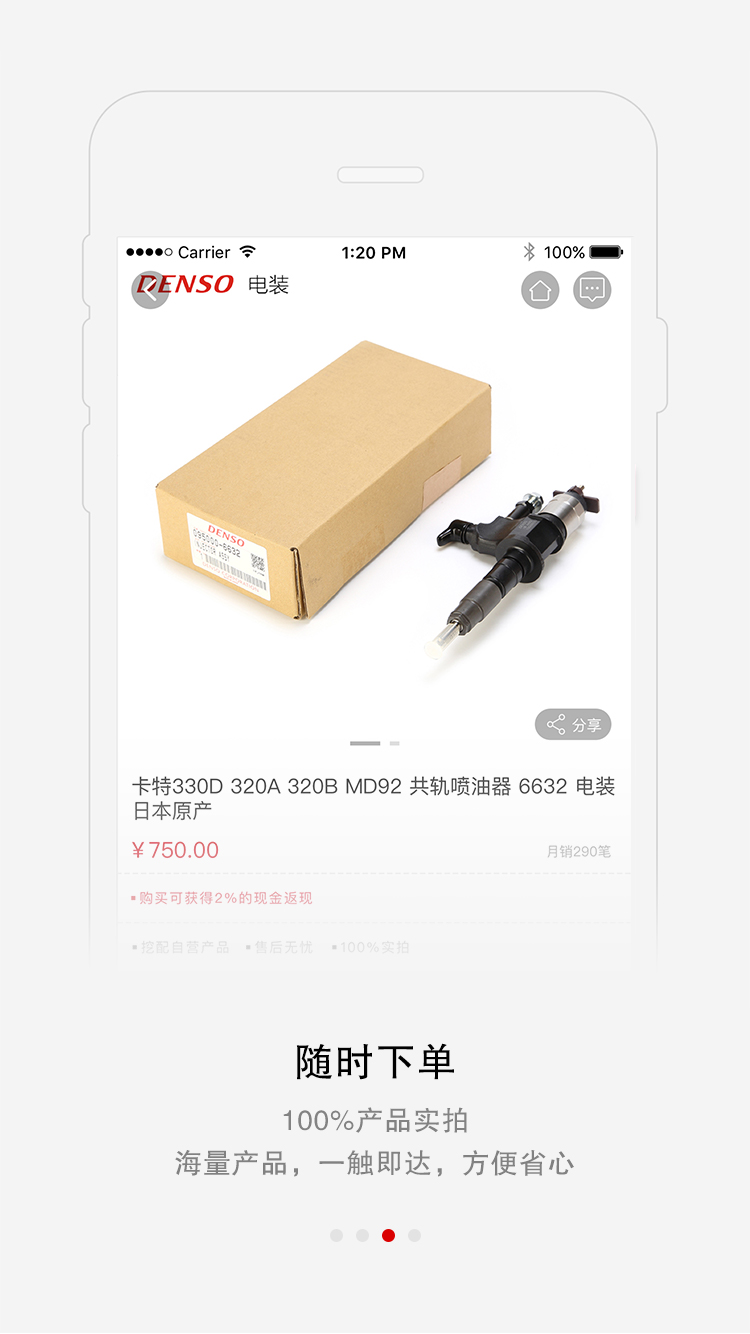 Carrier 1:20 PM 100%
DENSO 电装
DENSO
095000-6632
INJECTOR ASSY
分享
卡特330D 320A 320B MD92 共轨喷油器 6632 电装
日本原产
¥750.00 月销290笔
购买可获得2%的现金返现
挖配自营产品 售后无忧 100%实拍
随时下单
100%产品实拍
海量产品，一触即达，方便省心